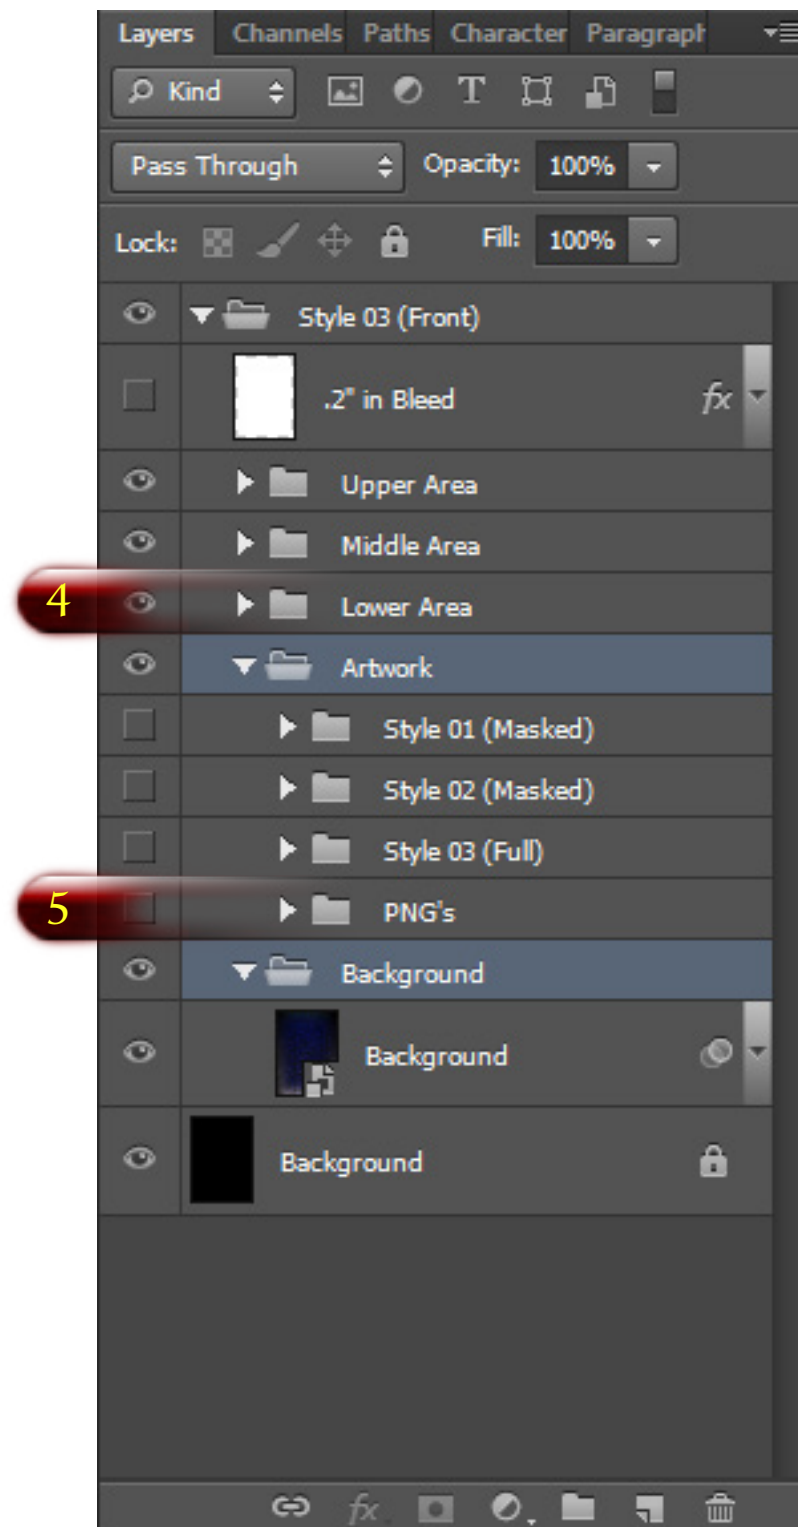 Layers Channels Paths Character Paragraph
Kind T
Pass Through Opacity: 100%
Lock: Fill: 100%
Style 03 (Front)
.2" in Bleed fx
Upper Area
Middle Area
4 Lower Area
Artwork
Style 01 (Masked)
Style 02 (Masked)
Style 03 (Full)
5 PNG's
Background
Background
Background
fx